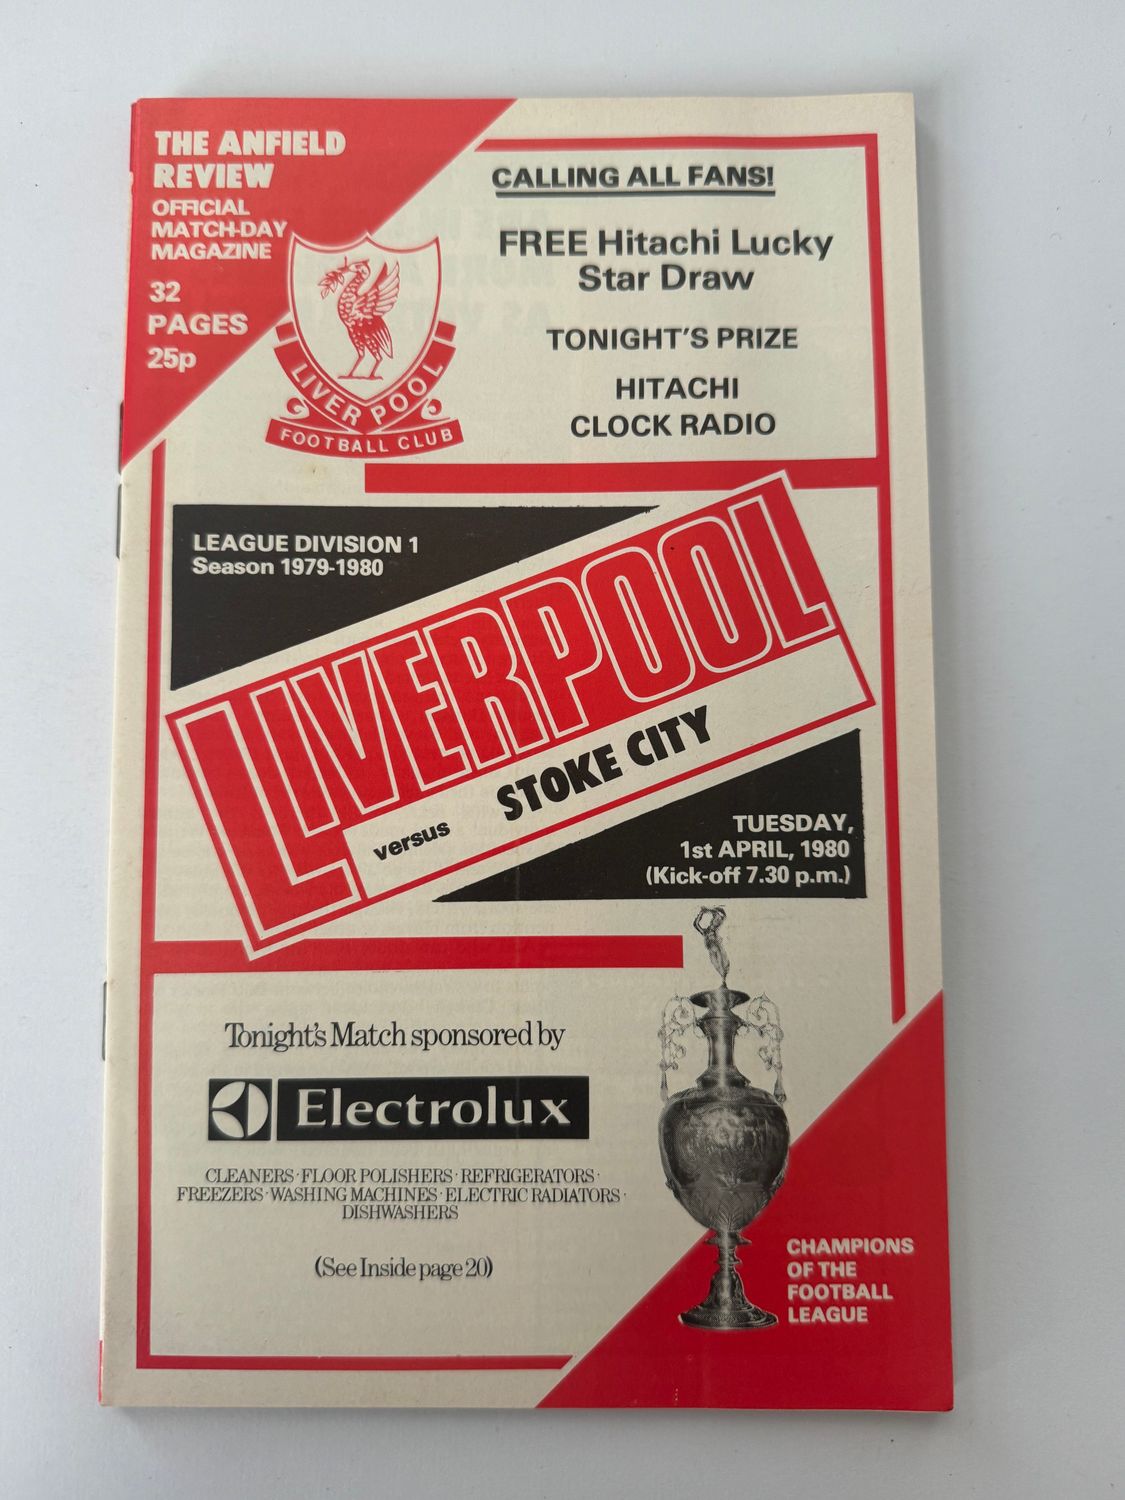 THE ANFIELD
REVIEW
OFFICIAL
MATCH-DAY
MAGAZINE
32
PAGES
25p
LIVERPOOL
FOOTBALL CLUB
CALLING ALL FANS!
FREE Hitachi Lucky
Star Draw
TONIGHT'S PRIZE
HITACHI
CLOCK RADIO
LEAGUE DIVISION 1
Season 1979-1980
LIVERPOOL
versus STOKE CITY
TUESDAY,
1st APRIL, 1980
(Kick-off 7.30 p.m.)
Tonight's Match sponsored by
Electrolux
CLEANERS · FLOOR POLISHERS · REFRIGERATORS ·
FREEZERS · WASHING MACHINES · ELECTRIC RADIATORS ·
DISHWASHERS
(See Inside page 20)
CHAMPIONS
OF THE
FOOTBALL
LEAGUE